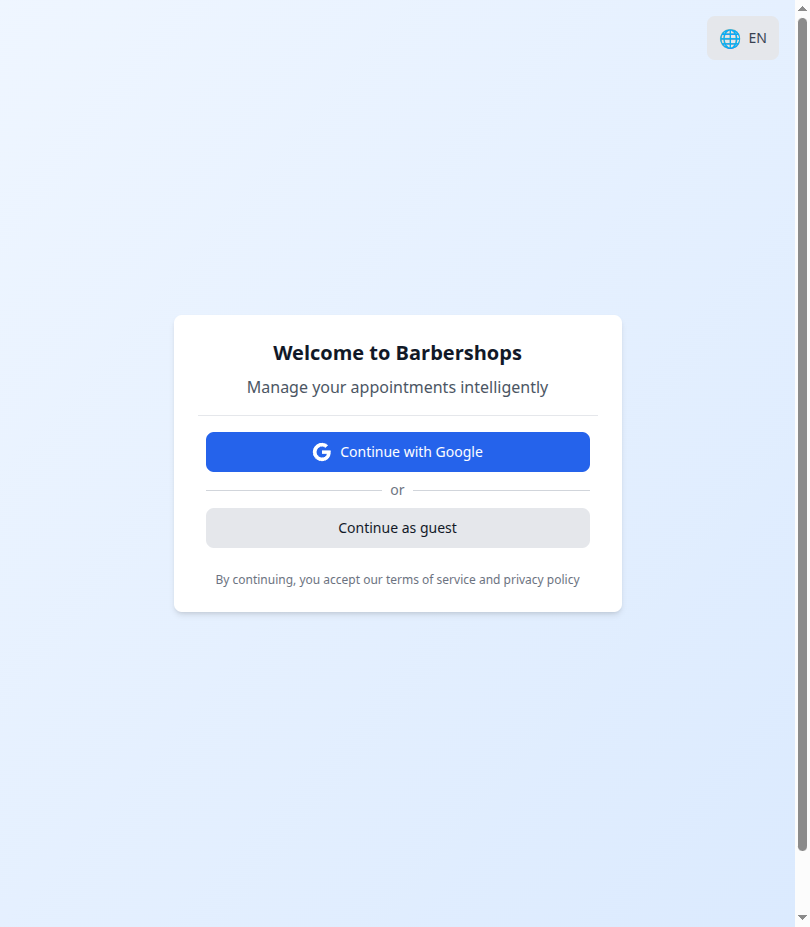 EN
Welcome to Barbershops
Manage your appointments intelligently
Continue with Google
or
Continue as guest
By continuing, you accept our terms of service and privacy policy